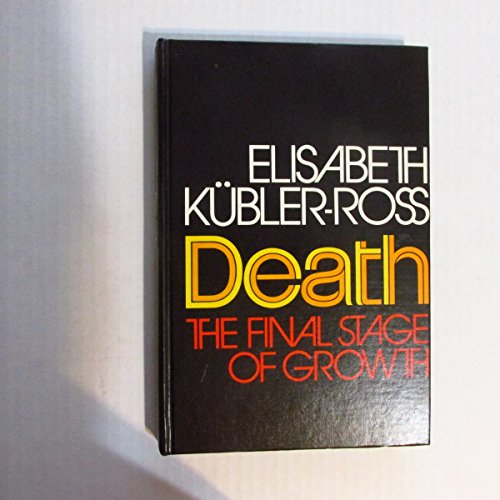 ELISABETH
KÜBLER-ROSS
Death
THE FINAL STAGE
OF GROWTH